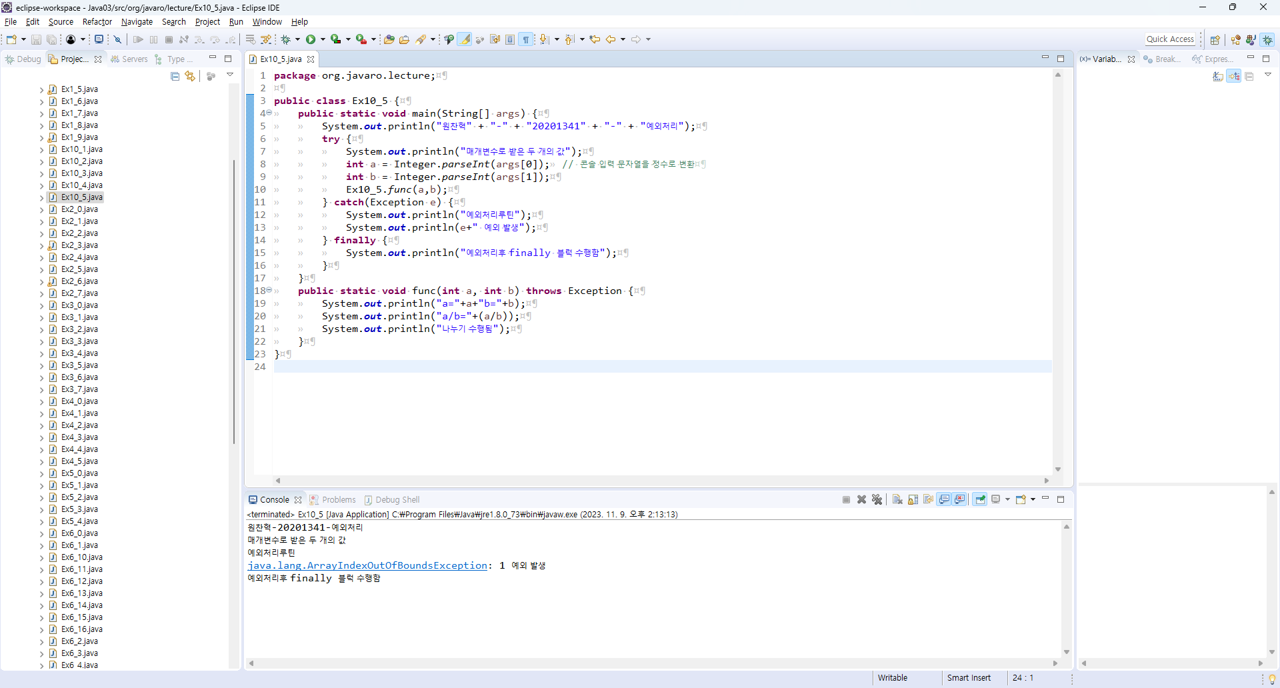 eclipse-workspace - Java03/src/org/javaro/lecture/Ex10_5.java - Eclipse IDE
File Edit Source Refactor Navigate Search Project Run Window Help
Quick Access
Debug Projec... Servers Type ...
Ex1_5.java
Ex1_6.java
Ex1_7.java
Ex1_8.java
Ex1_9.java
Ex10_1.java
Ex10_2.java
Ex10_3.java
Ex10_4.java
Ex10_5.java
Ex2_0.java
Ex2_1.java
Ex2_2.java
Ex2_3.java
Ex2_4.java
Ex2_5.java
Ex2_6.java
Ex2_7.java
Ex3_0.java
Ex3_1.java
Ex3_2.java
Ex3_3.java
Ex3_4.java
Ex3_5.java
Ex3_6.java
Ex3_7.java
Ex4_0.java
Ex4_1.java
Ex4_2.java
Ex4_3.java
Ex4_4.java
Ex4_5.java
Ex5_0.java
Ex5_1.java
Ex5_2.java
Ex5_3.java
Ex5_4.java
Ex6_0.java
Ex6_1.java
Ex6_10.java
Ex6_11.java
Ex6_12.java
Ex6_13.java
Ex6_14.java
Ex6_15.java
Ex6_16.java
Ex6_2.java
Ex6_3.java
Ex6_4.java
Ex10_5.java
1 package org.javaro.lecture;
2
3 public class Ex10_5 {
4 public static void main(String[] args) {
5 System.out.println("원찬혁" + "-" + "20201341" + "-" + "예외처리");
6 try {
7 System.out.println("매개변수로 받은 두 개의 값");
8 int a = Integer.parseInt(args[0]); // 콘솔 입력 문자열을 정수로 변환
9 int b = Integer.parseInt(args[1]);
10 Ex10_5.func(a,b);
11 } catch(Exception e) {
12 System.out.println("예외처리루틴");
13 System.out.println(e+" 예외 발생");
14 } finally {
15 System.out.println("예외처리후 finally 블럭 수행함");
16 }
17 }
18 public static void func(int a, int b) throws Exception {
19 System.out.println("a="+a+"b="+b);
20 System.out.println("a/b="+(a/b));
21 System.out.println("나누기 수행됨");
22 }
23 }
24
(x)= Variab... Break... Expres...
Console Problems Debug Shell
<terminated> Ex10_5 [Java Application] C:₩Program Files₩Java₩jre1.8.0_73₩bin₩javaw.exe (2023. 11. 9. 오후 2:13:13)
원찬혁-20201341-예외처리
매개변수로 받은 두 개의 값
예외처리루틴
java.lang.ArrayIndexOutOfBoundsException: 1 예외 발생
예외처리후 finally 블럭 수행함
Writable Smart Insert 24 : 1